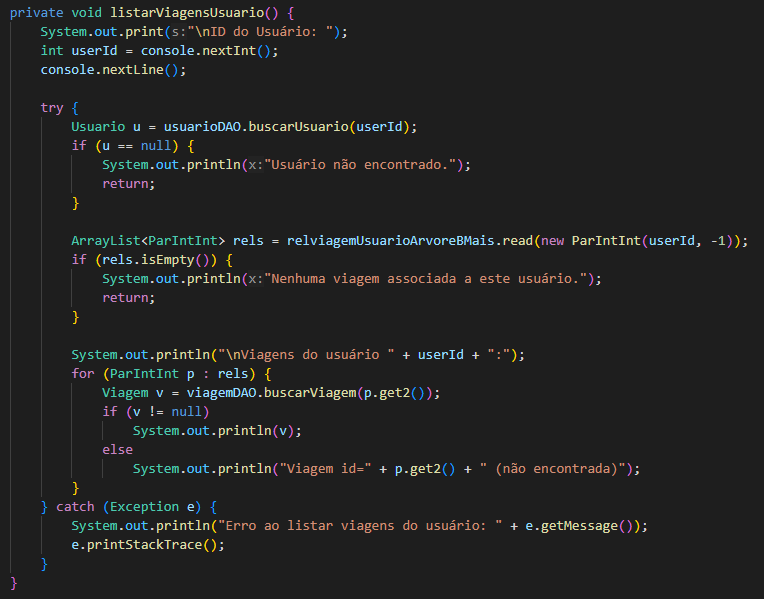 private void listarViagensUsuario() {
    System.out.print(s:"\nID do Usuário: ");
    int userId = console.nextInt();
    console.nextLine();

    try {
        Usuario u = usuarioDAO.buscarUsuario(userId);
        if (u == null) {
            System.out.println(x:"Usuário não encontrado.");
            return;
        }

        ArrayList<ParIntInt> rels = relviagemUsuarioArvoreBMais.read(new ParIntInt(userId, -1));
        if (rels.isEmpty()) {
            System.out.println(x:"Nenhuma viagem associada a este usuário.");
            return;
        }

        System.out.println("\nViagens do usuário " + userId + ":");
        for (ParIntInt p : rels) {
            Viagem v = viagemDAO.buscarViagem(p.get2());
            if (v != null)
                System.out.println(v);
            else
                System.out.println("Viagem id=" + p.get2() + " (não encontrada)");
        }
    } catch (Exception e) {
        System.out.println("Erro ao listar viagens do usuário: " + e.getMessage());
        e.printStackTrace();
    }
}